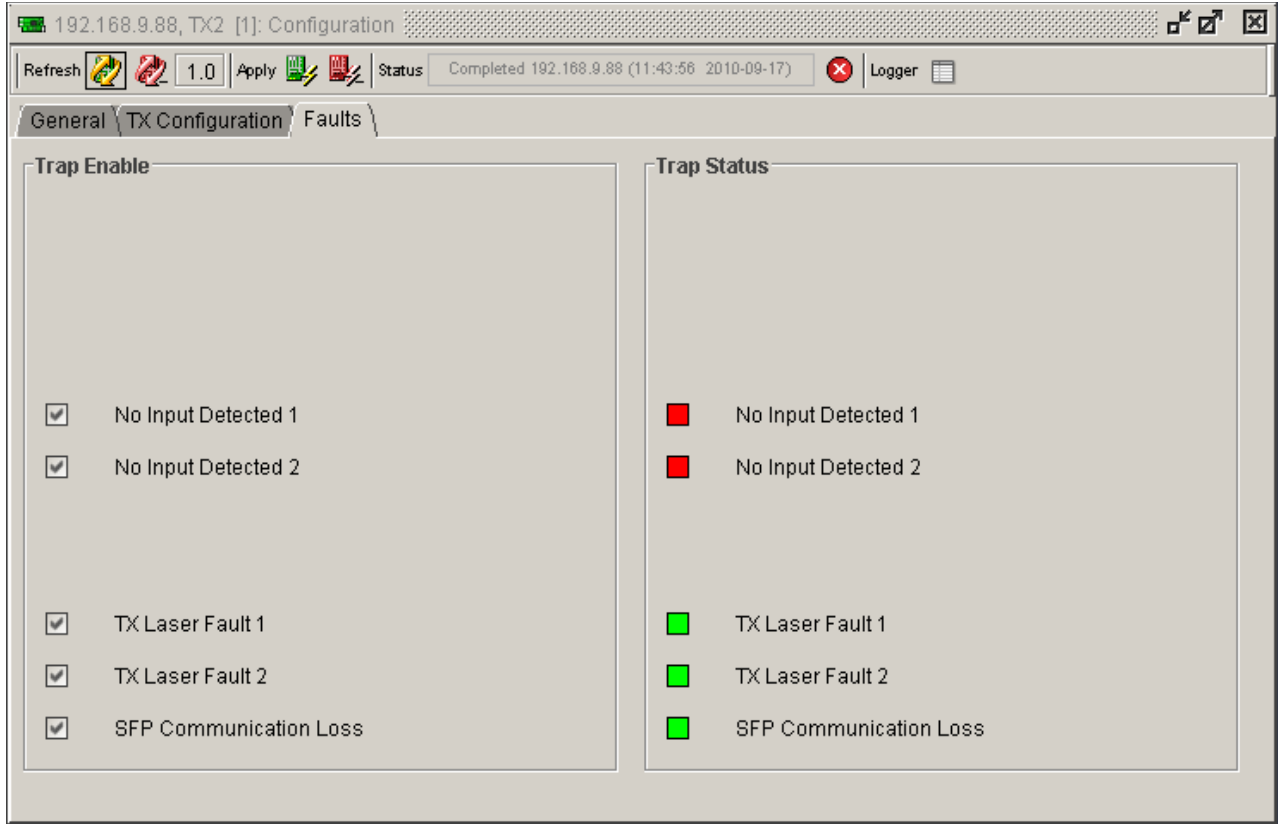 192.168.9.88, TX2 [1]: Configuration
Refresh 1.0 Apply Status Completed 192.168.9.88 (11:43:56 2010-09-17) Logger
General TX Configuration Faults
Trap Enable
No Input Detected 1
No Input Detected 2
TX Laser Fault 1
TX Laser Fault 2
SFP Communication Loss
Trap Status
No Input Detected 1
No Input Detected 2
TX Laser Fault 1
TX Laser Fault 2
SFP Communication Loss